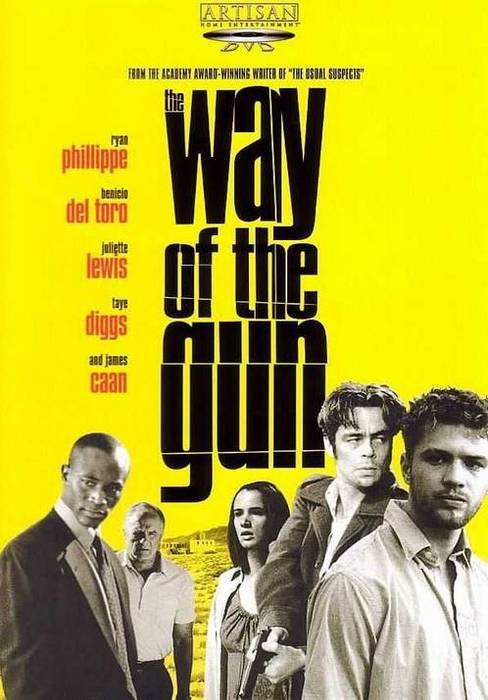 ARTISAN
HOME ENTERTAINMENT
FROM THE ACADEMY AWARD-WINNING WRITER OF "THE USUAL SUSPECTS"
the
way
of the
gun
ryan
phillippe
benicio
del toro
juliette
lewis
taye
diggs
and james
caan